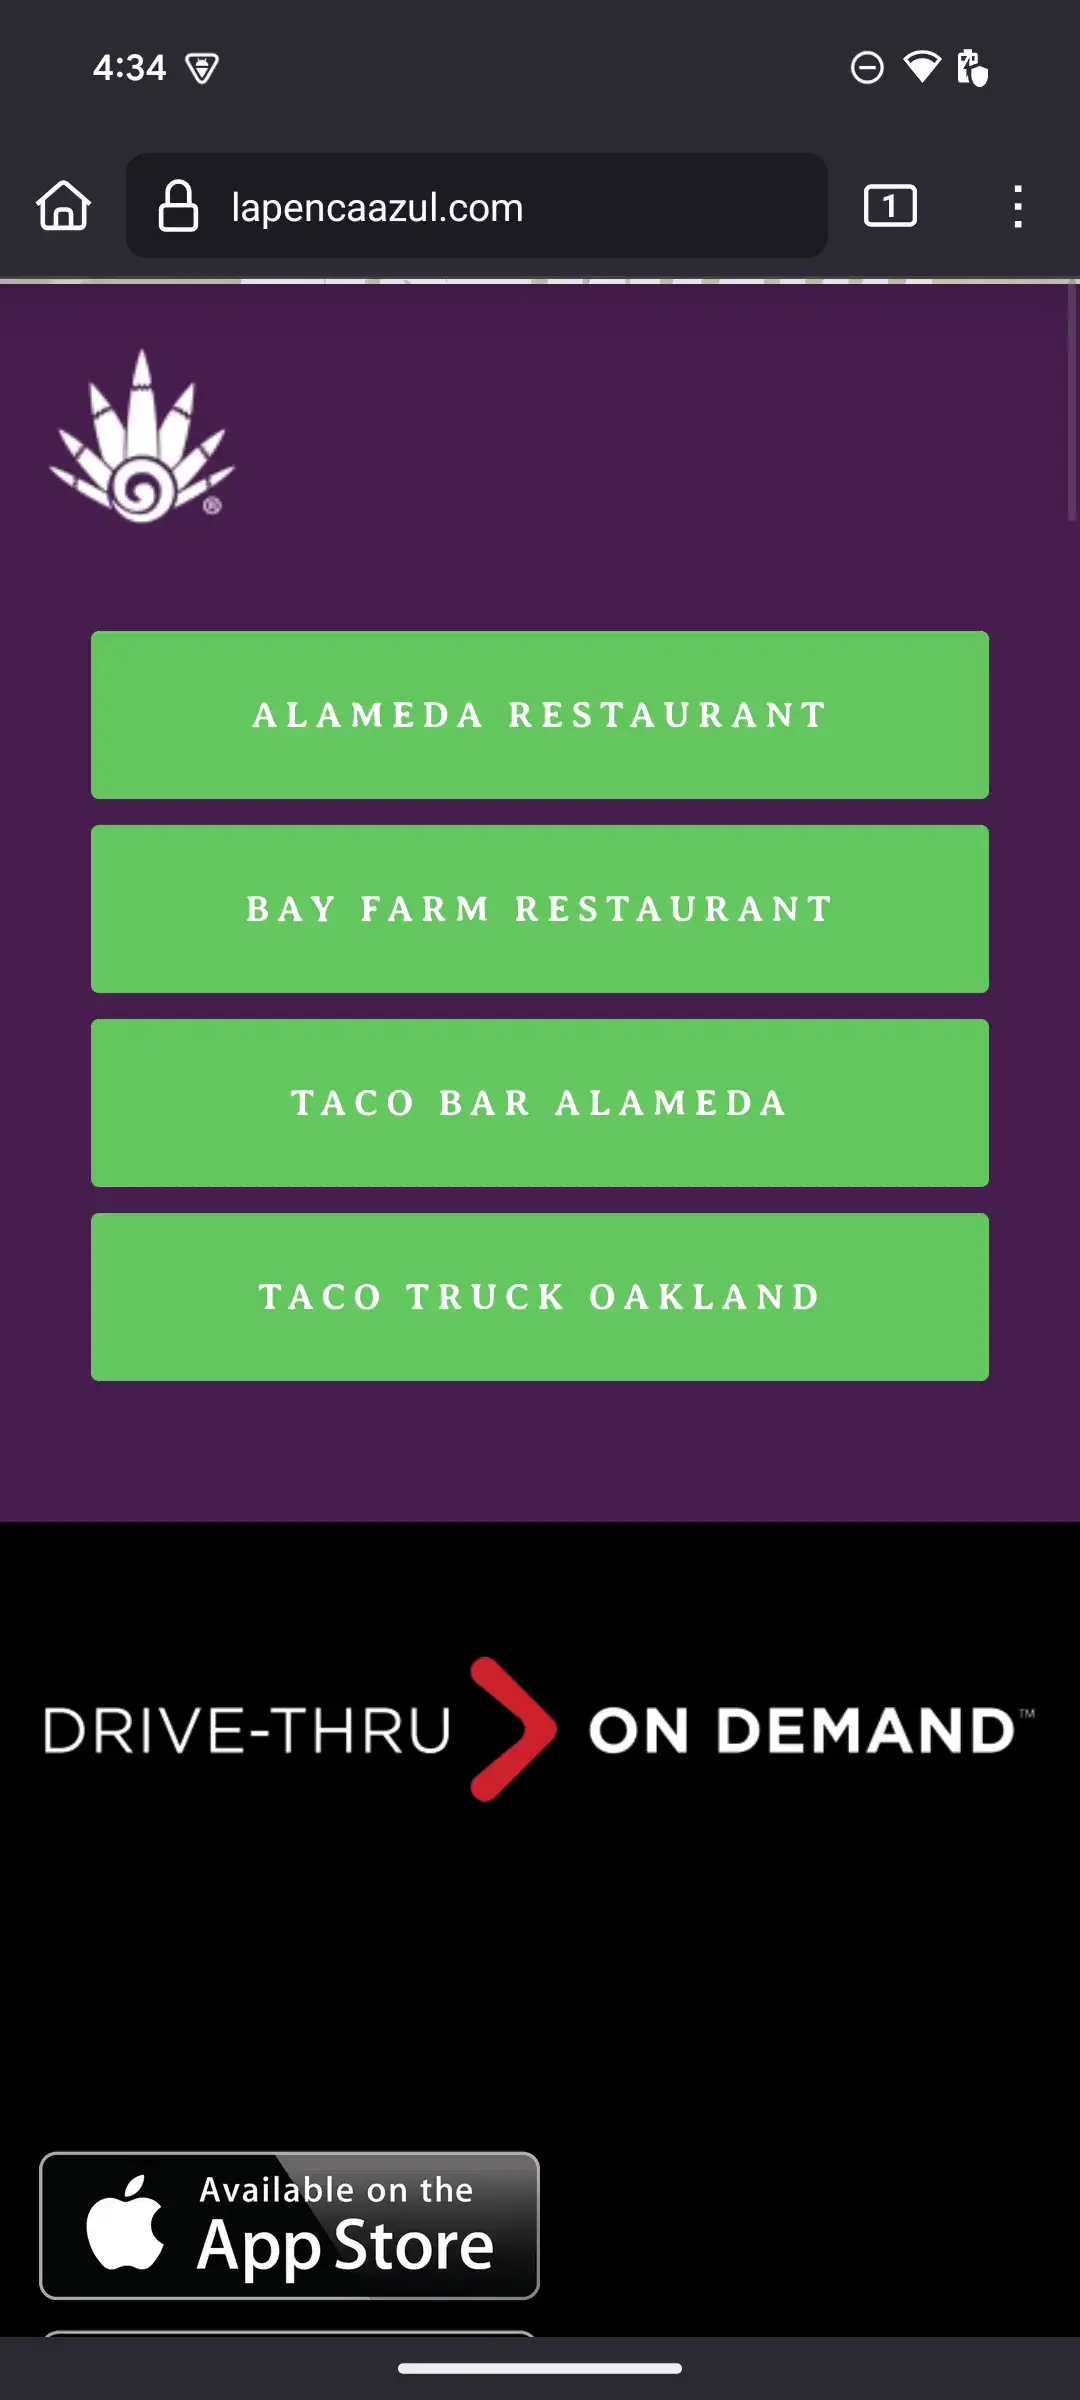 4:34
lapencaazul.com
1
®
ALAMEDA RESTAURANT
BAY FARM RESTAURANT
TACO BAR ALAMEDA
TACO TRUCK OAKLAND
DRIVE-THRU ON DEMAND™
Available on the
App Store